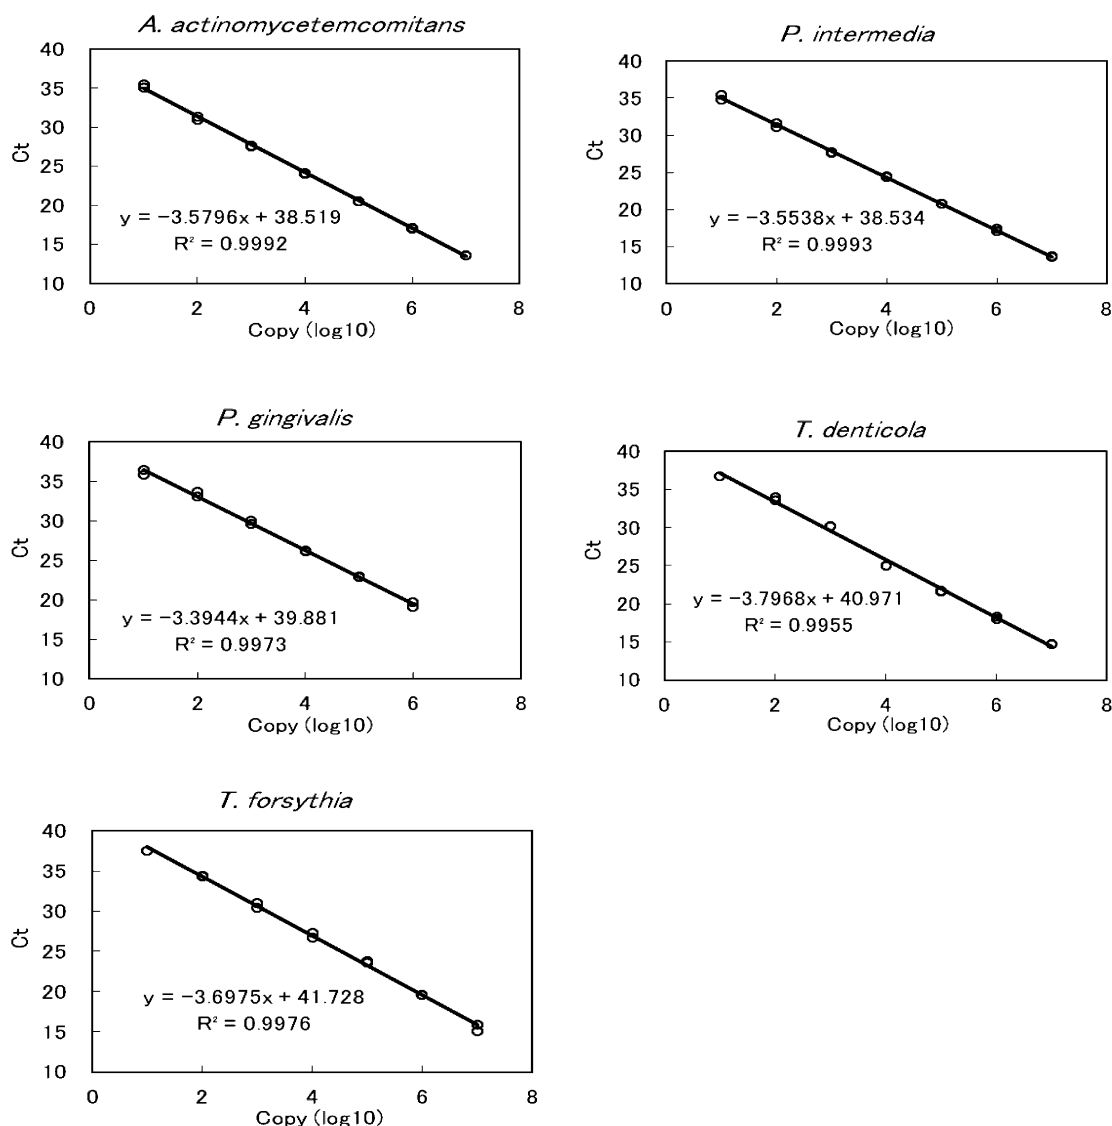 A. actinomycetemcomitans
40
35
30
25
20
15
10
Ct
y = −3.5796x + 38.519
R² = 0.9992
0 2 4 6 8
Copy (log10)
P. intermedia
40
35
30
25
20
15
10
Ct
y = −3.5538x + 38.534
R² = 0.9993
0 2 4 6 8
Copy (log10)
P. gingivalis
40
35
30
25
20
15
10
Ct
y = −3.3944x + 39.881
R² = 0.9973
0 2 4 6 8
Copy (log10)
T. denticola
40
35
30
25
20
15
10
Ct
y = −3.7968x + 40.971
R² = 0.9955
0 2 4 6 8
Copy (log10)
T. forsythia
40
35
30
25
20
15
10
Ct
y = −3.6975x + 41.728
R² = 0.9976
0 2 4 6 8
Copy (log10)